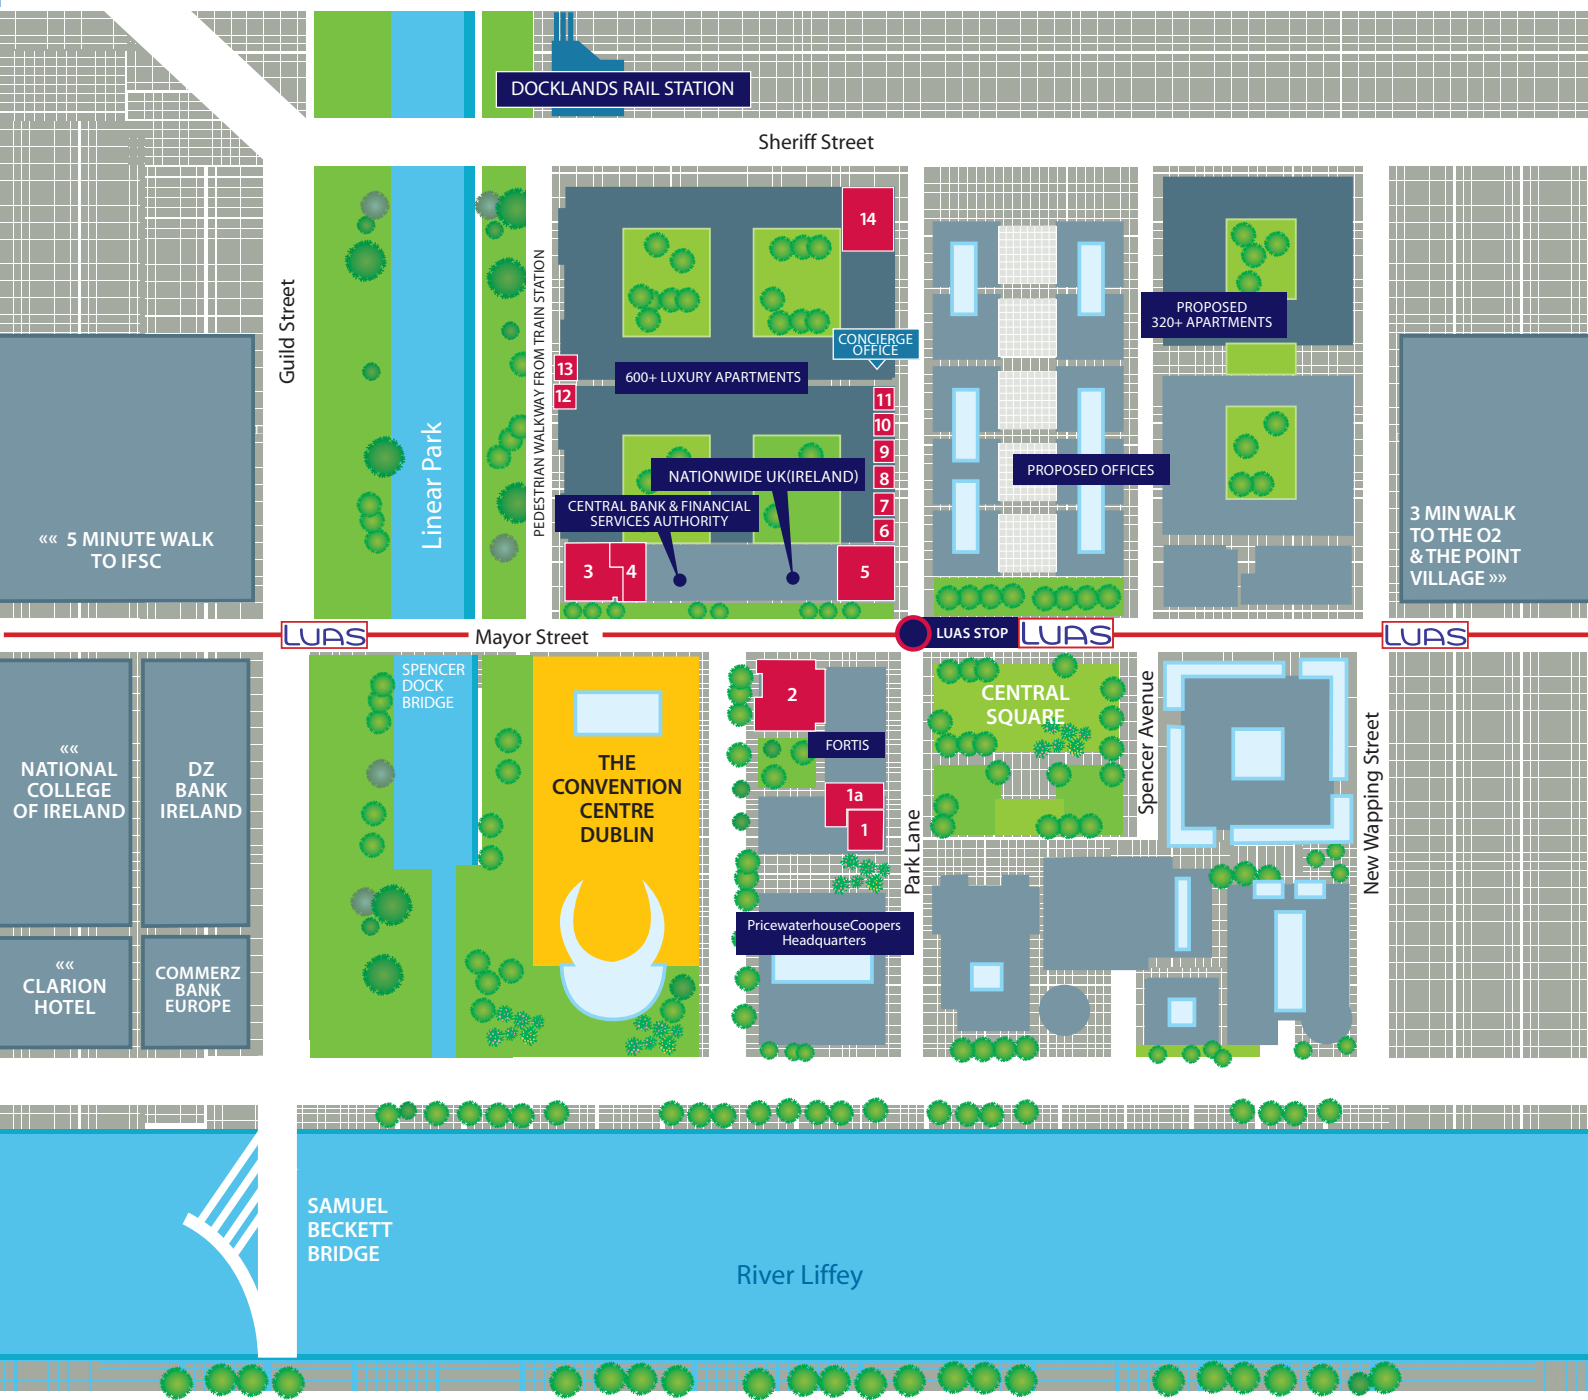 DOCKLANDS RAIL STATION
Sheriff Street
14
Guild Street
PEDESTRIAN WALKWAY FROM TRAIN STATION
PROPOSED
320+ APARTMENTS
CONCIERGE
OFFICE
13
600+ LUXURY APARTMENTS
12
11
10
9
8
7
6
Linear Park
NATIONWIDE UK(IRELAND)
PROPOSED OFFICES
CENTRAL BANK & FINANCIAL
SERVICES AUTHORITY
«« 5 MINUTE WALK
TO IFSC
3 MIN WALK
TO THE O2
& THE POINT
VILLAGE »»
3
4
5
LUAS
Mayor Street
LUAS STOP
LUAS
LUAS
SPENCER
DOCK
BRIDGE
2
CENTRAL
SQUARE
Spencer Avenue
New Wapping Street
FORTIS
««
NATIONAL
COLLEGE
OF IRELAND
DZ
BANK
IRELAND
THE
CONVENTION
CENTRE
DUBLIN
1a
1
Park Lane
PricewaterhouseCoopers
Headquarters
««
CLARION
HOTEL
COMMERZ
BANK
EUROPE
SAMUEL
BECKETT
BRIDGE
River Liffey